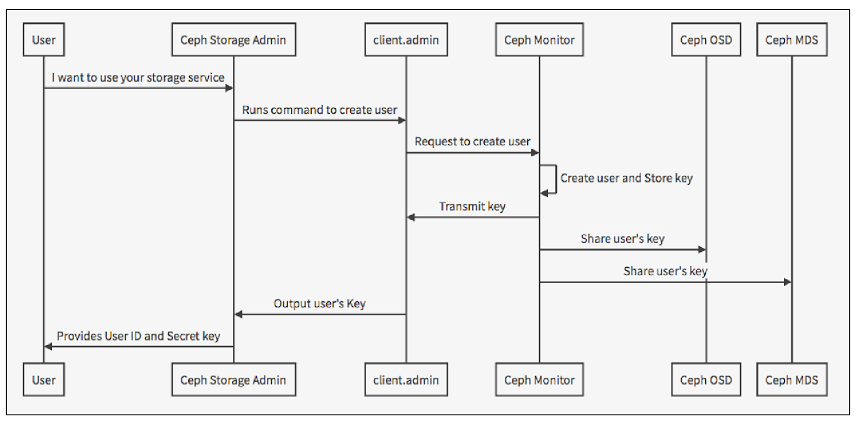 User Ceph Storage Admin client.admin Ceph Monitor Ceph OSD Ceph MDS
I want to use your storage service
Runs command to create user
Request to create user
Create user and Store key
Transmit key
Share user's key
Share user's key
Output user's Key
Provides User ID and Secret key
User Ceph Storage Admin client.admin Ceph Monitor Ceph OSD Ceph MDS